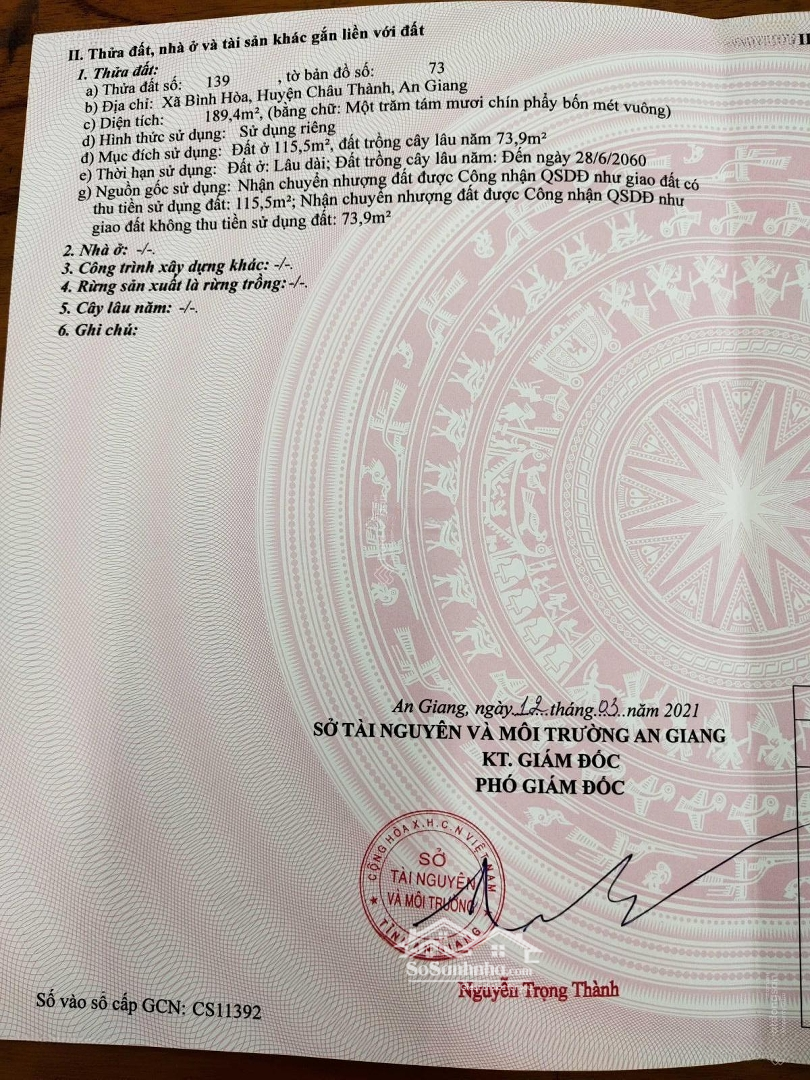 II. Thửa đất, nhà ở và tài sản khác gắn liền với đất
II
1. Thửa đất:
a) Thửa đất số: 139 , tờ bản đồ số: 73
b) Địa chỉ: Xã Bình Hòa, Huyện Châu Thành, An Giang
c) Diện tích: 189,4m², (bằng chữ: Một trăm tám mươi chín phẩy bốn mét vuông)
d) Hình thức sử dụng: Sử dụng riêng
đ) Mục đích sử dụng: Đất ở 115,5m², đất trồng cây lâu năm 73,9m²
e) Thời hạn sử dụng: Đất ở: Lâu dài; Đất trồng cây lâu năm: Đến ngày 28/6/2060
g) Nguồn gốc sử dụng: Nhận chuyển nhượng đất được Công nhận QSDĐ như giao đất có
thu tiền sử dụng đất: 115,5m²; Nhận chuyển nhượng đất được Công nhận QSDĐ như
giao đất không thu tiền sử dụng đất: 73,9m²
2. Nhà ở: -/-.
3. Công trình xây dựng khác: -/-.
4. Rừng sản xuất là rừng trồng: -/-.
5. Cây lâu năm: -/-.
6. Ghi chú:
An Giang, ngày 12 tháng 03 năm 2021
SỞ TÀI NGUYÊN VÀ MÔI TRƯỜNG AN GIANG
KT. GIÁM ĐỐC
PHÓ GIÁM ĐỐC
CỘNG HÒA X.H.C.N VIỆT NAM
SỞ
TÀI NGUYÊN
VÀ MÔI TRƯỜNG
TỈNH AN GIANG
SoSanhnha.com
Nguyễn Trọng Thành
Số vào sổ cấp GCN: CS11392